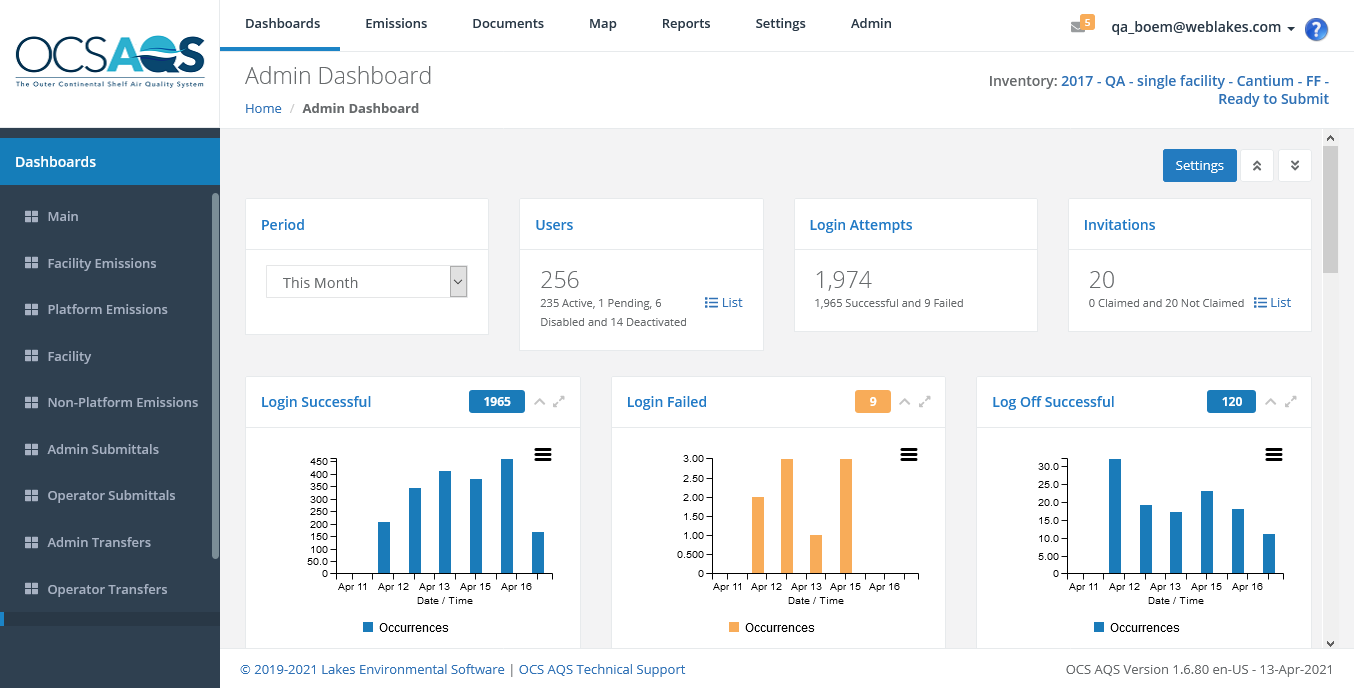 OCSAQS
The Outer Continental Shelf Air Quality System
Dashboards
Emissions
Documents
Map
Reports
Settings
Admin
5
qa_boem@weblakes.com
?
Admin Dashboard
Home / Admin Dashboard
Inventory: 2017 - QA - single facility - Cantium - FF -
Ready to Submit
Dashboards
Main
Facility Emissions
Platform Emissions
Facility
Non-Platform Emissions
Admin Submittals
Operator Submittals
Admin Transfers
Operator Transfers
Settings
Period
This Month
Users
256
235 Active, 1 Pending, 6
Disabled and 14 Deactivated
List
Login Attempts
1,974
1,965 Successful and 9 Failed
Invitations
20
0 Claimed and 20 Not Claimed
List
Login Successful
1965
450
400
350
300
250
200
150
100
50.0
0
Apr 11 Apr 12 Apr 13 Apr 15 Apr 16
Date / Time
Occurrences
Login Failed
9
3.00
2.50
2.00
1.50
1.00
0.500
0
Apr 11 Apr 12 Apr 13 Apr 15 Apr 16
Date / Time
Occurrences
Log Off Successful
120
30.0
25.0
20.0
15.0
10.0
5.00
0
Apr 11 Apr 12 Apr 13 Apr 15 Apr 16
Date / Time
Occurrences
© 2019-2021 Lakes Environmental Software | OCS AQS Technical Support
OCS AQS Version 1.6.80 en-US - 13-Apr-2021